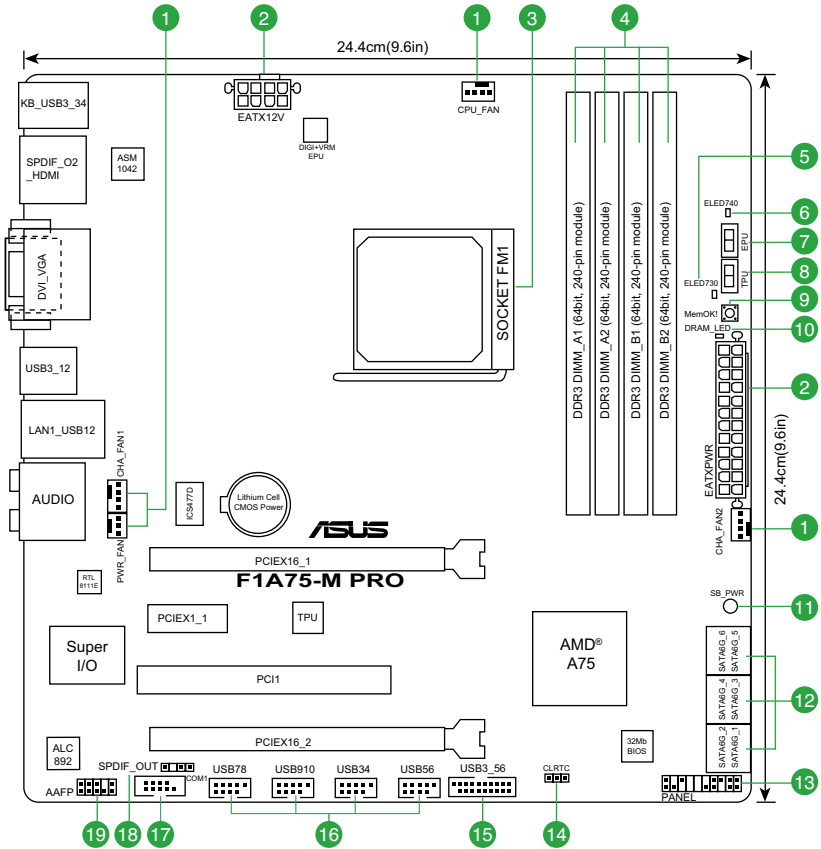 1
2
1
3
4
24.4cm(9.6in)
KB_USB3_34
EATX12V
CPU_FAN
DIGI+VRM
EPU
SPDIF_O2
_HDMI
ASM
1042
DVI_VGA
SOCKET FM1
DDR3 DIMM_A1 (64bit, 240-pin module)
DDR3 DIMM_A2 (64bit, 240-pin module)
DDR3 DIMM_B1 (64bit, 240-pin module)
DDR3 DIMM_B2 (64bit, 240-pin module)
5
ELED740
6
EPU
7
TPU
8
ELED730
MemOK!
9
DRAM_LED
10
USB3_12
2
EATXPWR
24.4cm(9.6in)
LAN1_USB12
CHA_FAN1
AUDIO
1
PWR_FAN
ICS477D
Lithium Cell
CMOS Power
ASUS
CHA_FAN2
1
PCIEX16_1
F1A75-M PRO
RTL
8111E
SB_PWR
11
PCIEX1_1
TPU
Super
I/O
AMD®
A75
SATA6G_6
SATA6G_5
PCI1
SATA6G_4
SATA6G_3
12
PCIEX16_2
SATA6G_2
SATA6G_1
ALC
892
32Mb
BIOS
SPDIF_OUT
COM1
USB78
USB910
USB34
USB56
USB3_56
CLRTC
AAFP
PANEL
13
19
18
17
16
15
14